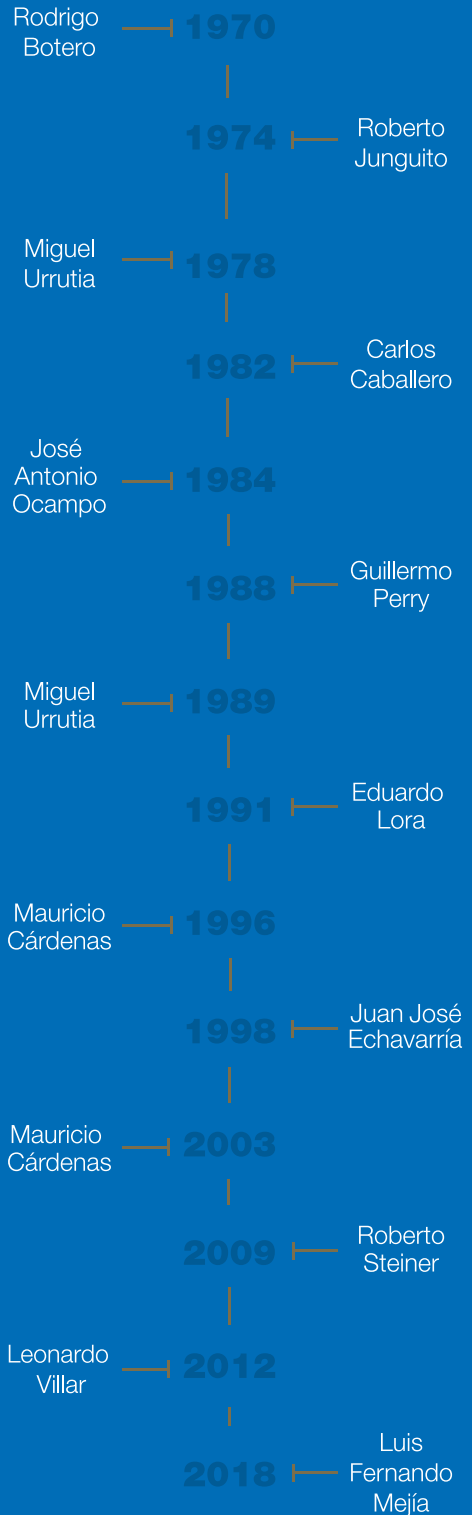 Rodrigo
Botero
1970
1974
Roberto
Junguito
Miguel
Urrutia
1978
1982
Carlos
Caballero
José
Antonio
Ocampo
1984
1988
Guillermo
Perry
Miguel
Urrutia
1989
1991
Eduardo
Lora
Mauricio
Cárdenas
1996
1998
Juan José
Echavarría
Mauricio
Cárdenas
2003
2009
Roberto
Steiner
Leonardo
Villar
2012
2018
Luis
Fernando
Mejía